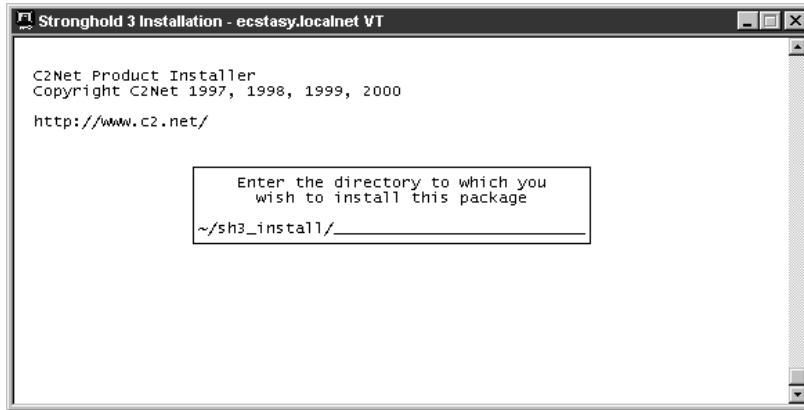 Stronghold 3 Installation - ecstasy.localnet VT
C2Net Product Installer
Copyright C2Net 1997, 1998, 1999, 2000
http://www.c2.net/
Enter the directory to which you
wish to install this package
~/sh3_install/